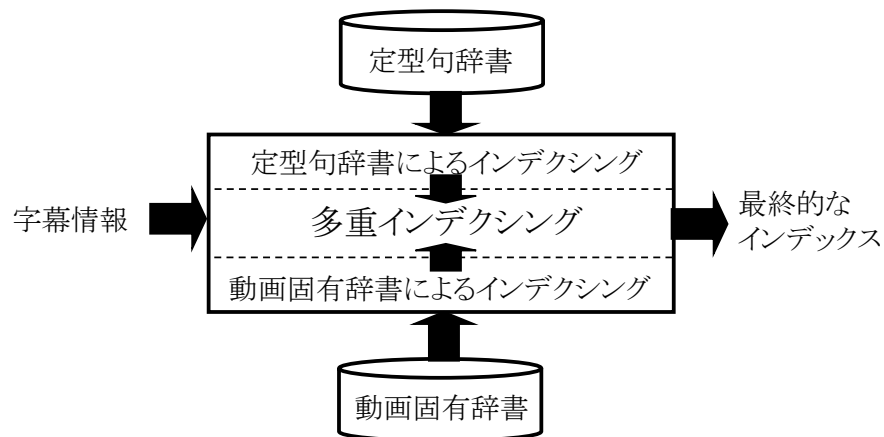 定型句辞書
定型句辞書によるインデクシング
字幕情報
多重インデクシング
最終的な
インデックス
動画固有辞書によるインデクシング
動画固有辞書